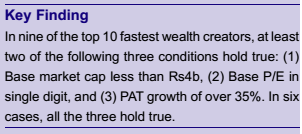 Key Finding
In nine of the top 10 fastest wealth creators, at least
two of the following three conditions hold true: (1)
Base market cap less than Rs4b, (2) Base P/E in
single digit, and (3) PAT growth of over 35%. In six
cases, all the three hold true.